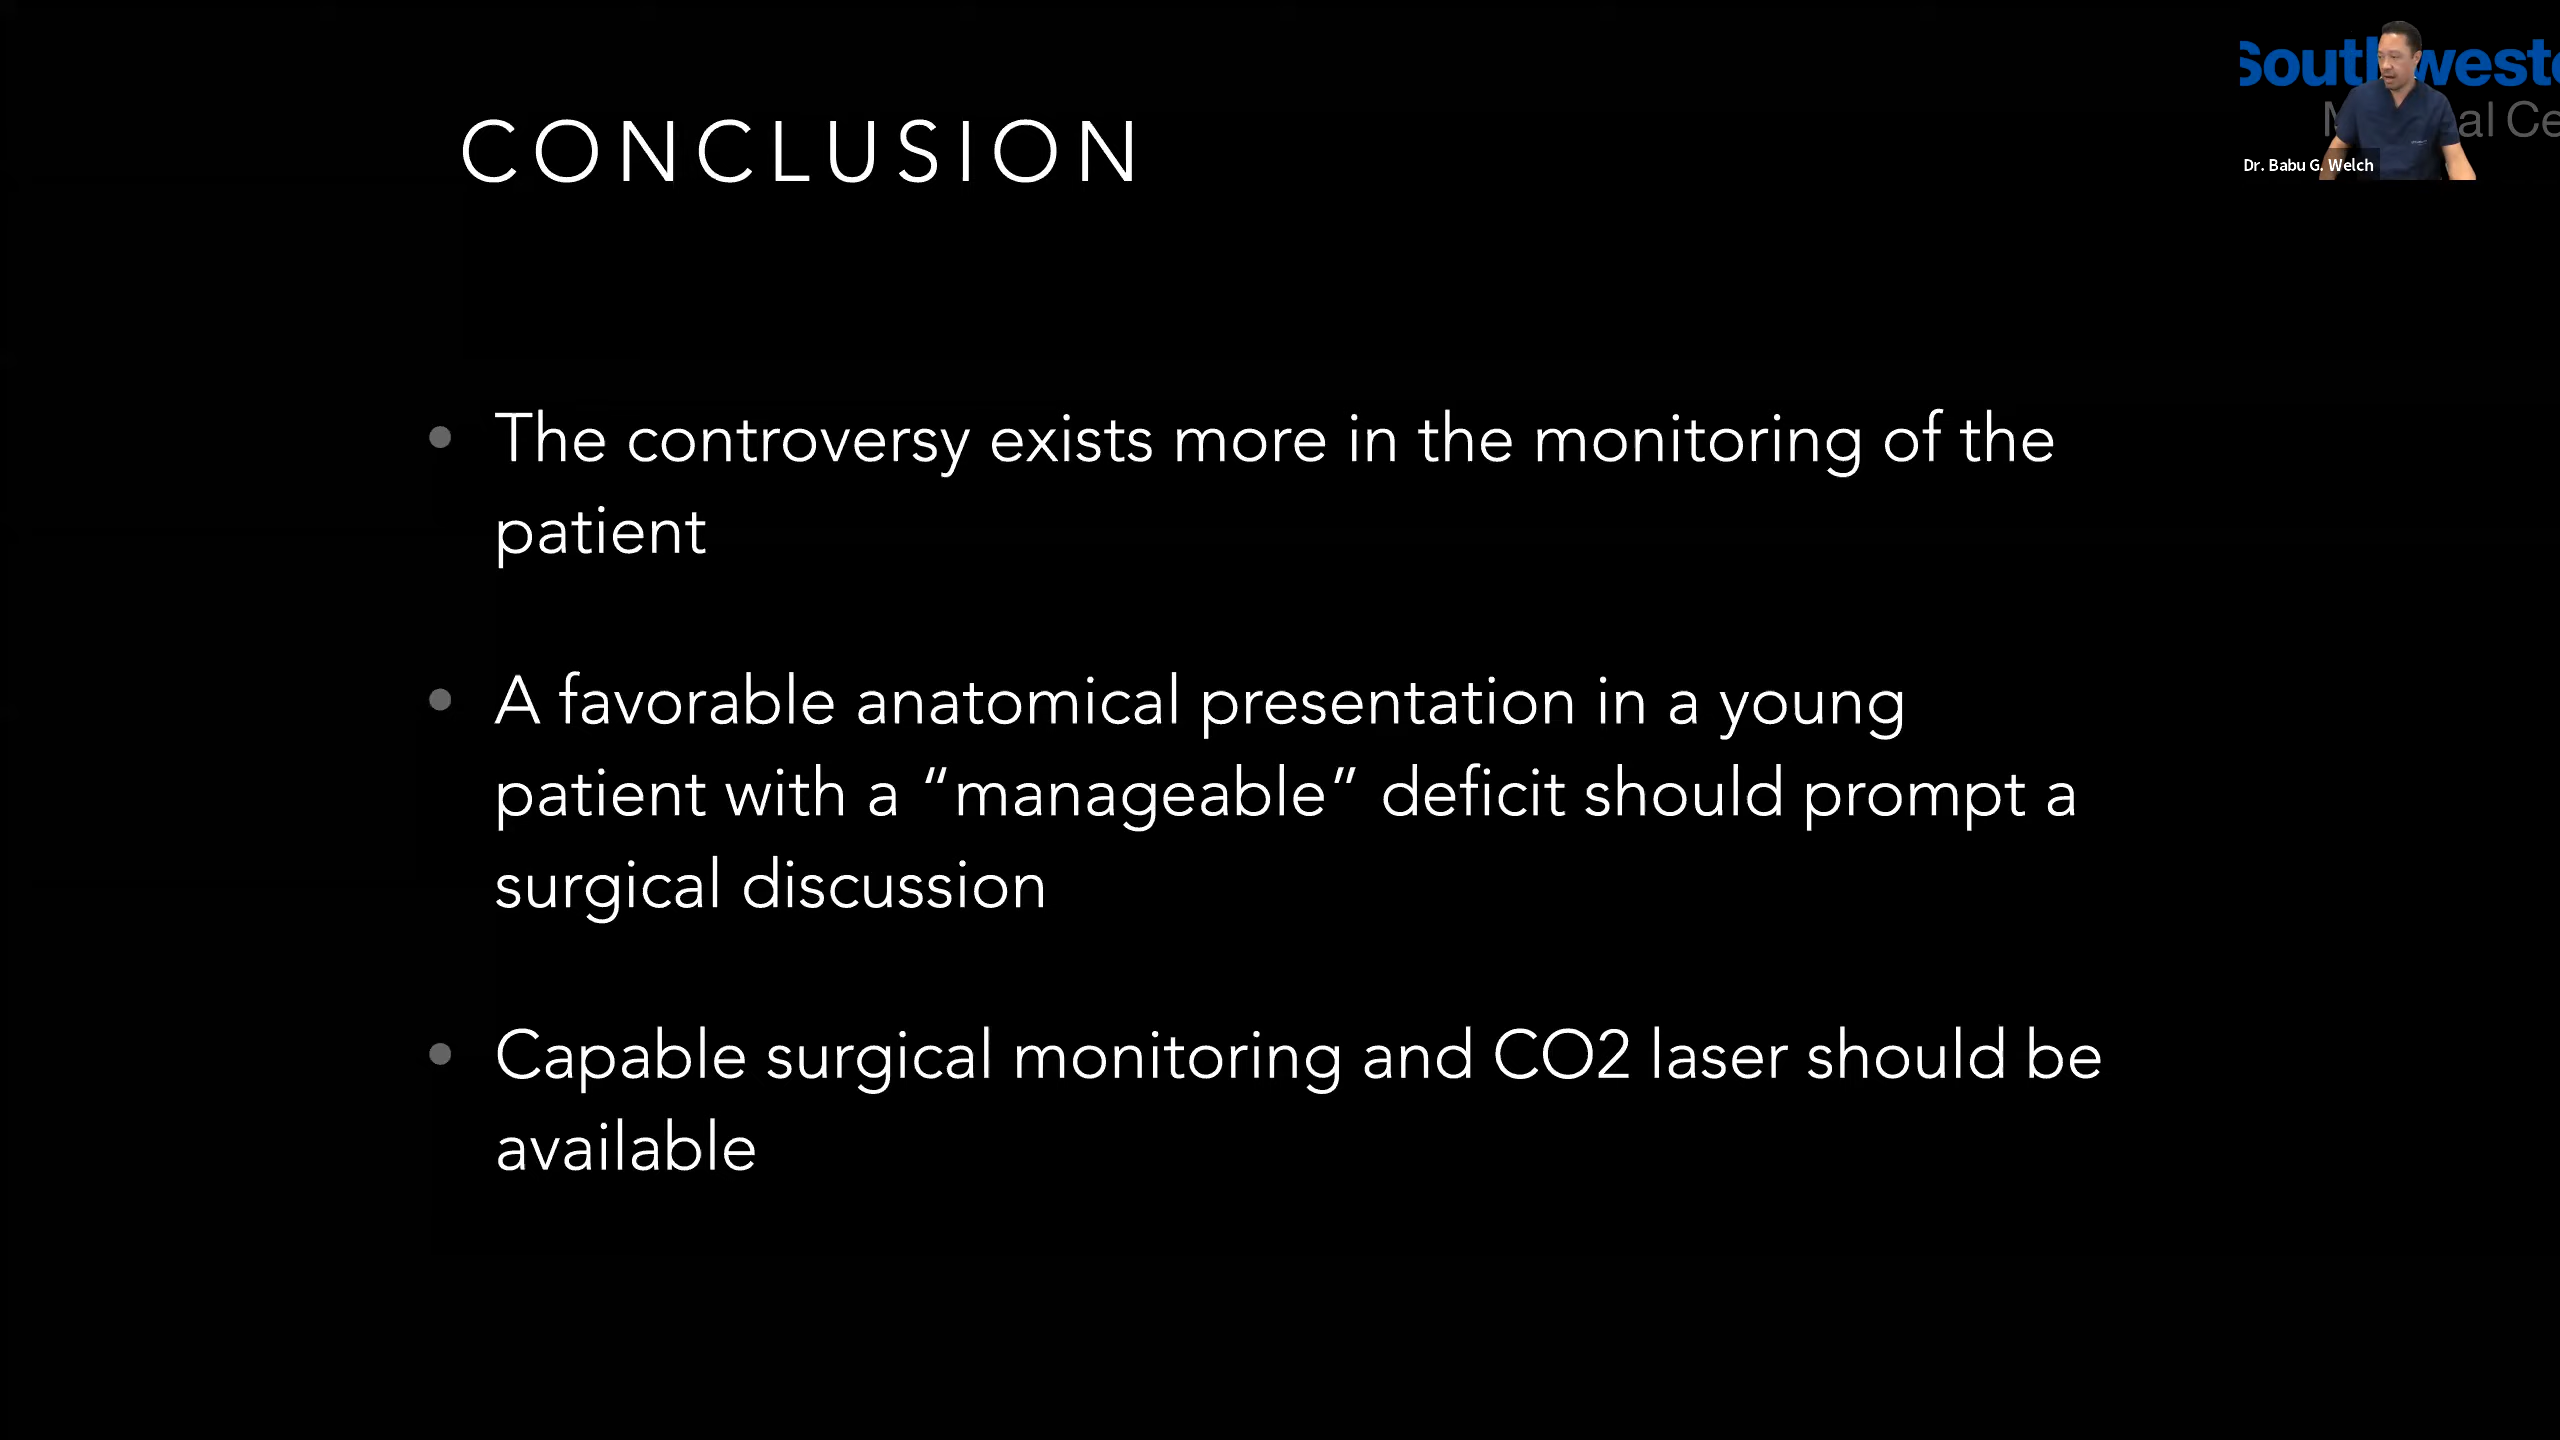 CONCLUSION
The controversy exists more in the monitoring of the
patient
A favorable anatomical presentation in a young
patient with a “manageable” deficit should prompt a
surgical discussion
Capable surgical monitoring and CO2 laser should be
available
Dr. Babu G. Welch